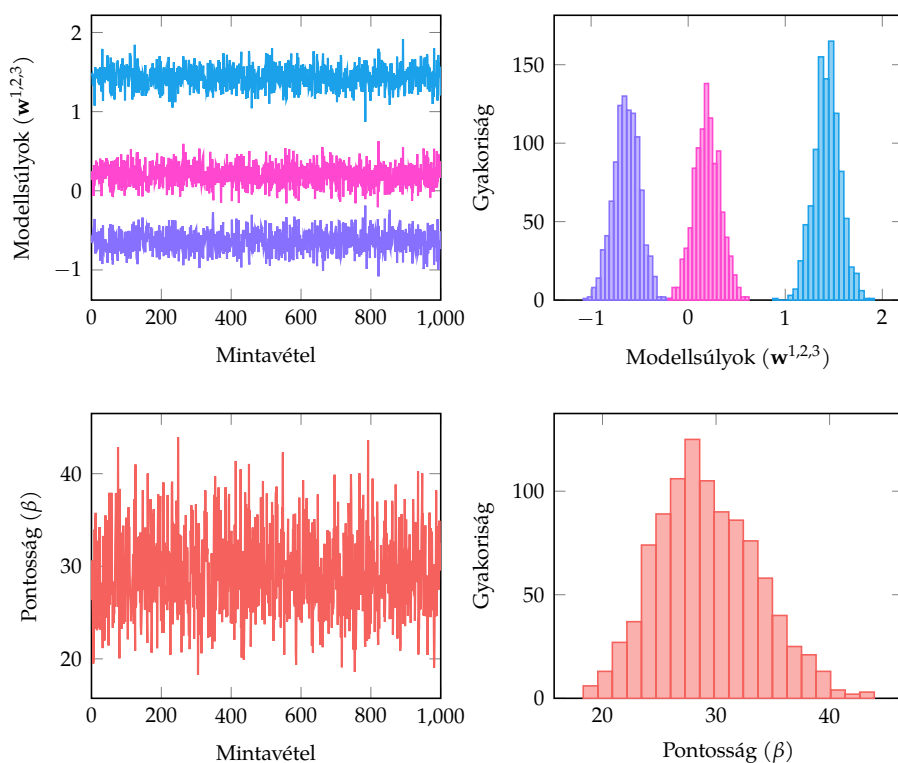 Modellsúlyok (w1,2,3)
2
1
0
−1
0 200 400 600 800 1,000
Mintavétel
Gyakoriság
150
100
50
0
−1 0 1 2
Modellsúlyok (w1,2,3)
Pontosság (β)
40
30
20
0 200 400 600 800 1,000
Mintavétel
Gyakoriság
100
50
0
20 30 40
Pontosság (β)